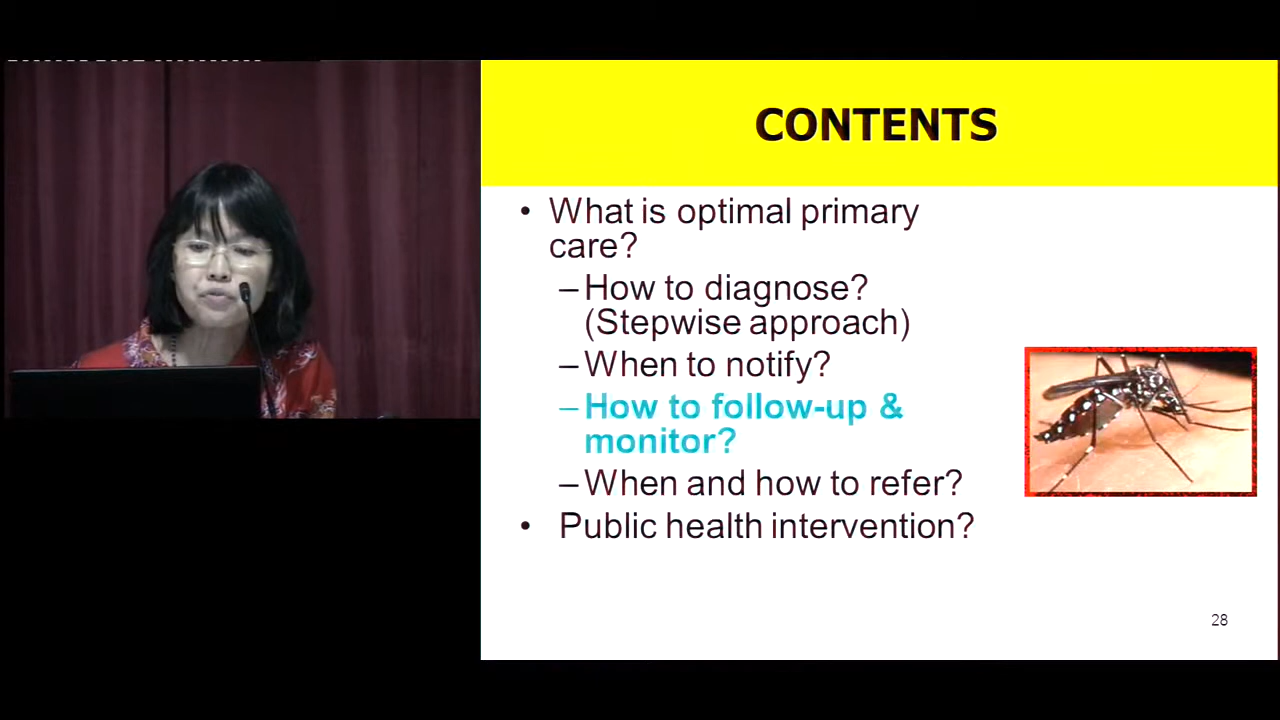 CONTENTS
• What is optimal primary
care?
– How to diagnose?
(Stepwise approach)
– When to notify?
– How to follow-up &
monitor?
– When and how to refer?
• Public health intervention?
28